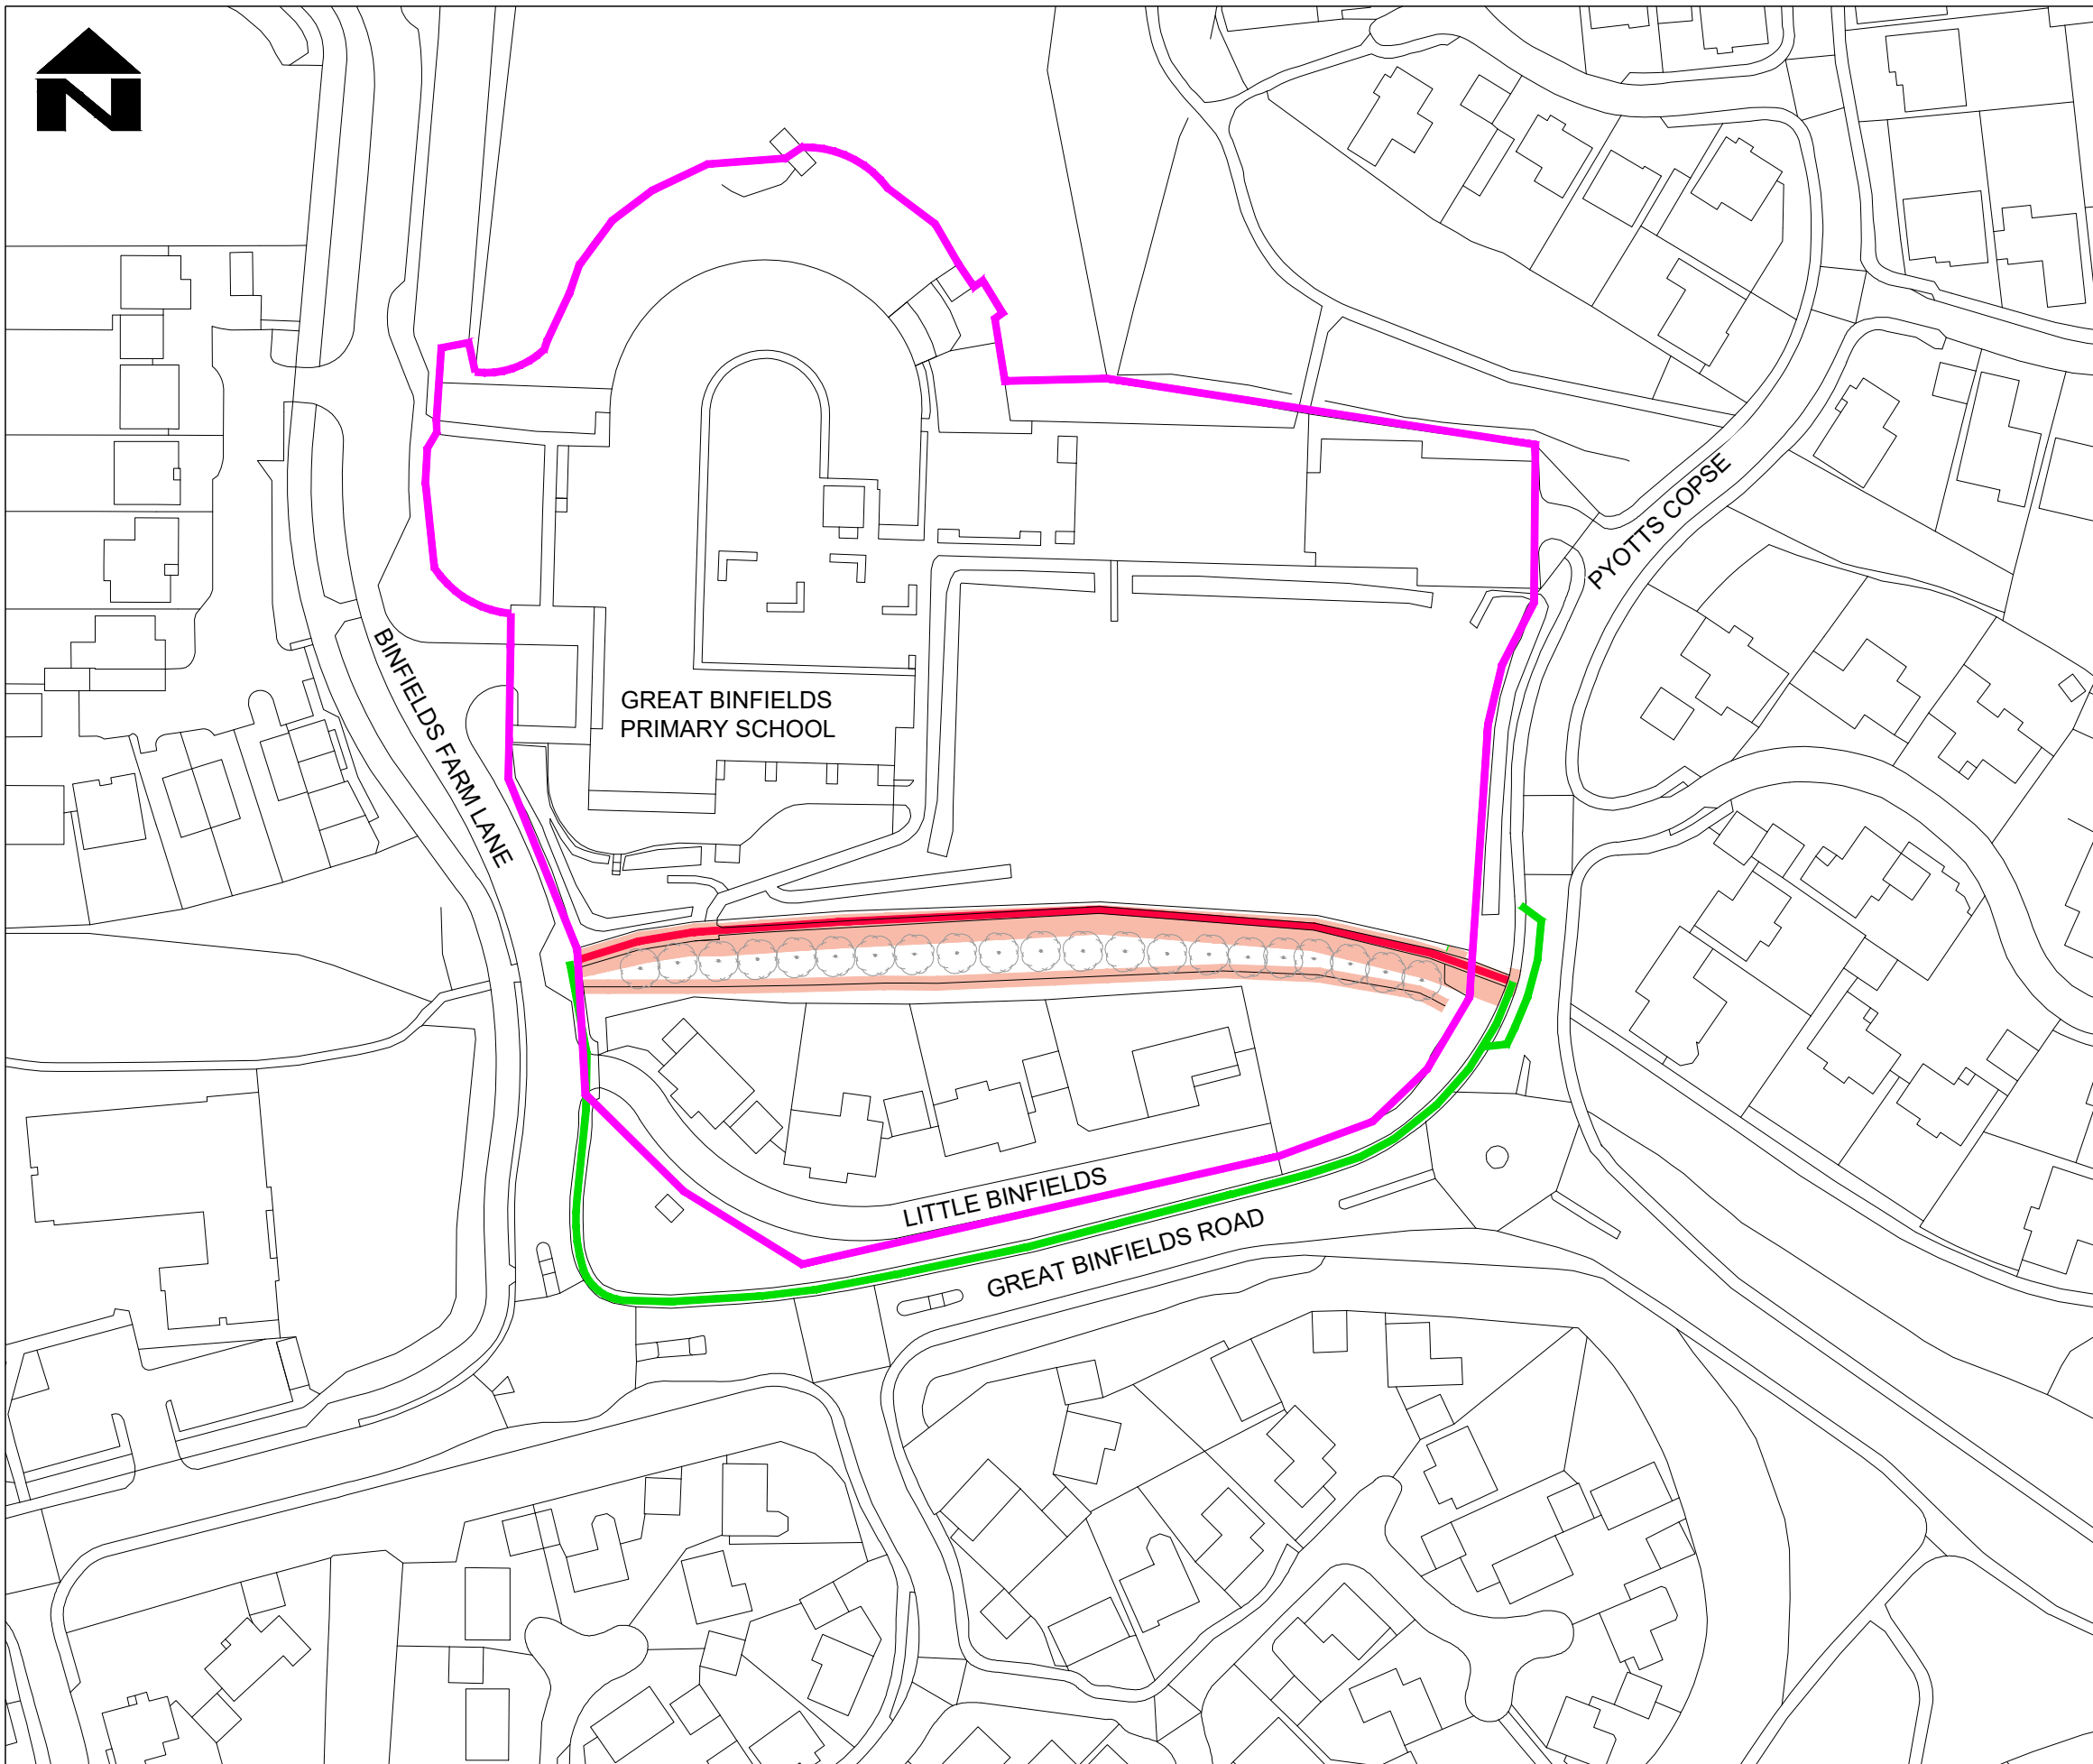 N
PYOTTS COPSE
BINFIELDS FARM LANE
GREAT BINFIELDS
PRIMARY SCHOOL
LITTLE BINFIELDS
GREAT BINFIELDS ROAD